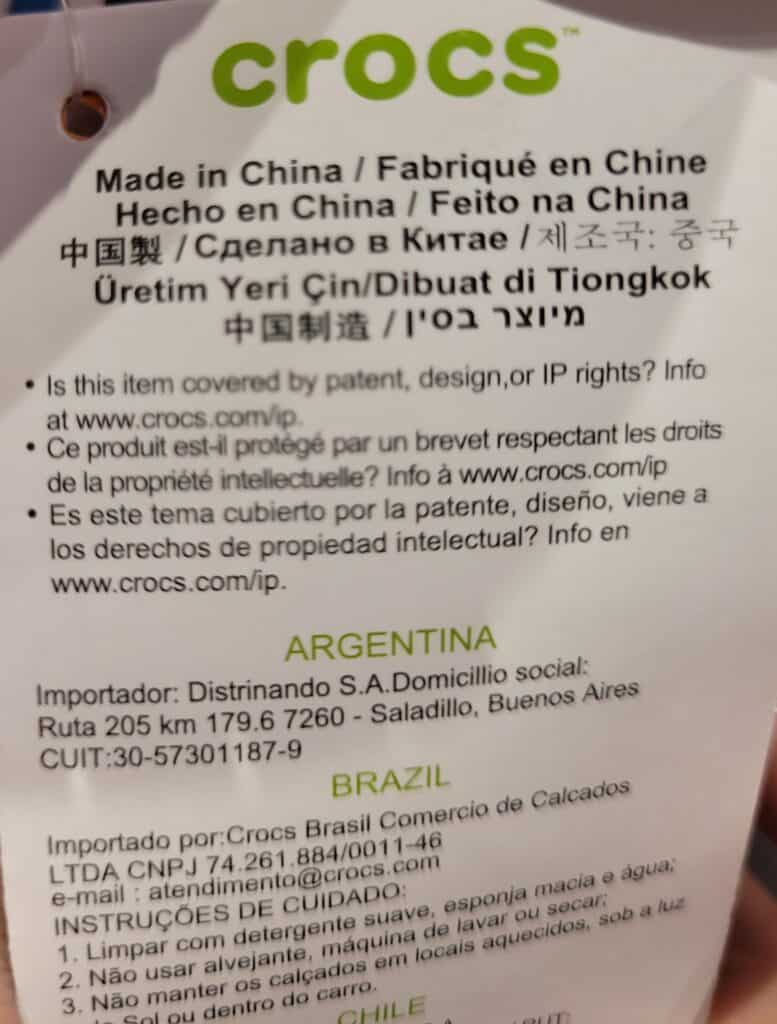 crocs™
Made in China / Fabriqué en Chine
Hecho en China / Feito na China
中国製 / Сделано в Китае / 제조국: 중국
Üretim Yeri Çin/Dibuat di Tiongkok
中国制造 / מיוצר בסין
• Is this item covered by patent, design,or IP rights? Info
at www.crocs.com/ip.
• Ce produit est-il protégé par un brevet respectant les droits
de la propriété intellectuelle? Info à www.crocs.com/ip
• Es este tema cubierto por la patente, diseño, viene a
los derechos de propiedad intelectual? Info en
www.crocs.com/ip.
ARGENTINA
Importador: Distrinando S.A.Domicillio social:
Ruta 205 km 179.6 7260 - Saladillo, Buenos Aires
CUIT:30-57301187-9
BRAZIL
Importado por:Crocs Brasil Comercio de Calcados
LTDA CNPJ 74.261.884/0011-46
e-mail : atendimento@crocs.com
INSTRUÇÕES DE CUIDADO:
1. Limpar com detergente suave, esponja macia e água;
2. Não usar alvejante, máquina de lavar ou secar;
3. Não manter os calçados em locais aquecidos, sob a luz
Sol ou dentro do carro.
CHILE